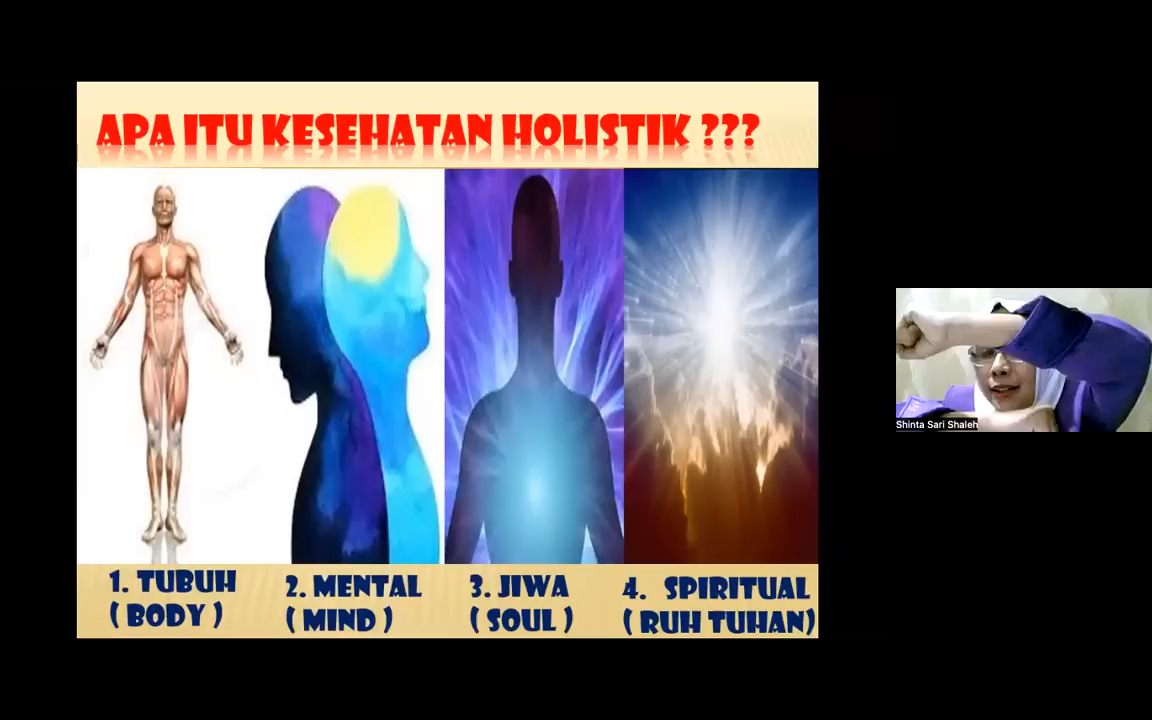 APA ITU KESEHATAN HOLISTIK ???
1. TUBUH
( BODY )
2. MENTAL
( MIND )
3. JIWA
( SOUL )
4. SPIRITUAL
( RUH TUHAN)
Shinta Sari Shaleh